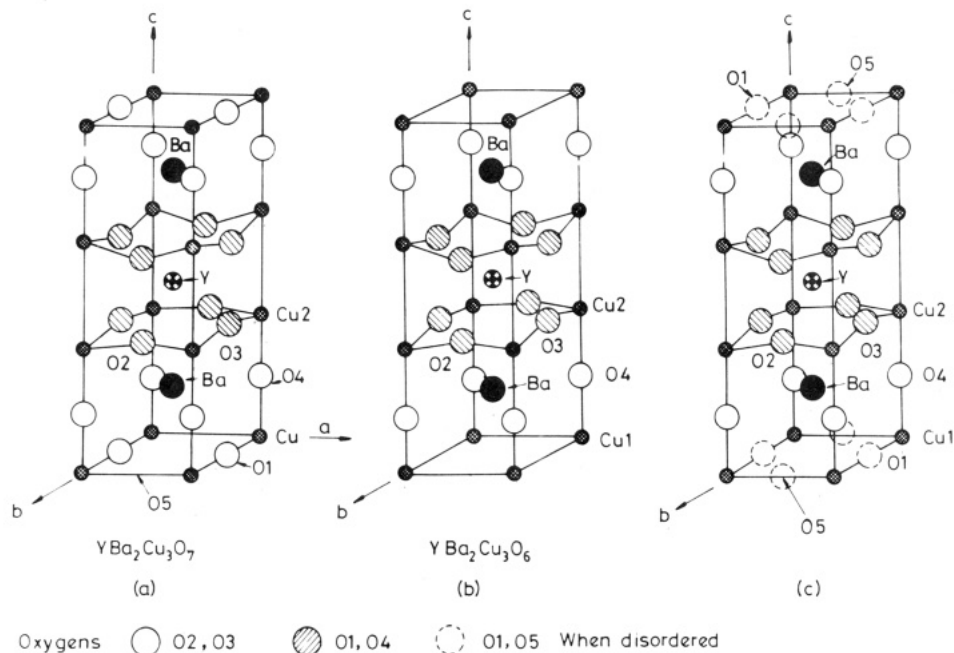 c
c
c
O1
O5
Ba
Ba
Ba
Y
Y
Y
Cu2
Cu2
O2
O3
O2
O3
O2
O3
Ba
O4
Ba
O4
Ba
O4
Cu
a
Cu1
Cu1
O1
O1
b
O5
b
b
O5
YBa₂Cu₃O₇
YBa₂Cu₃O₆
(a)
(b)
(c)
Oxygens O2,O3 O1,O4 O1,O5 When disordered